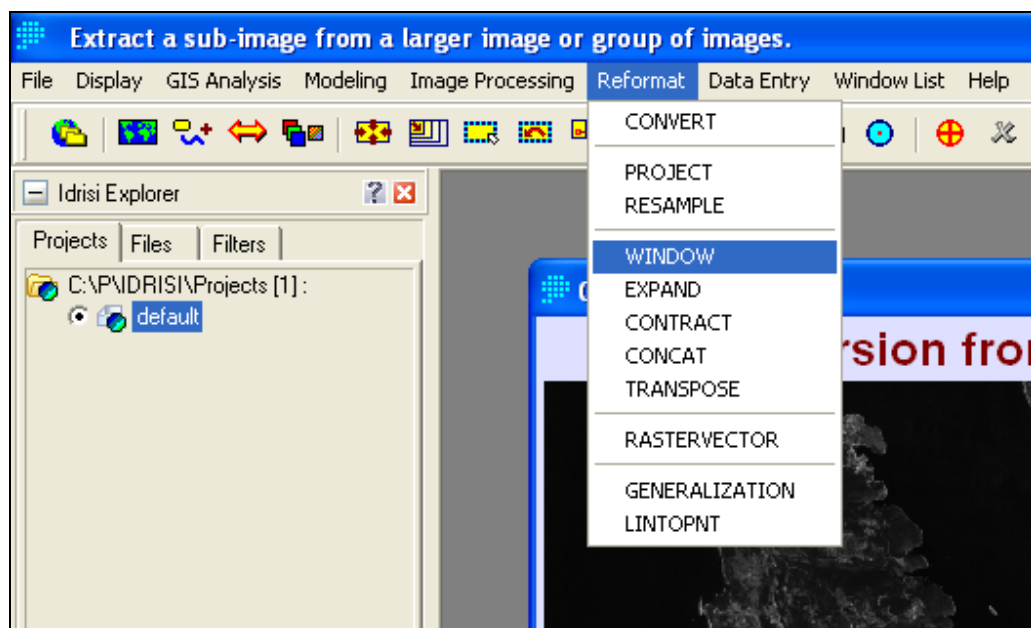 Extract a sub-image from a larger image or group of images.
File Display GIS Analysis Modeling Image Processing Reformat Data Entry Window List Help
Idrisi Explorer
Projects Files Filters
C:\P\IDRISI\Projects [1] :
default
CONVERT
PROJECT
RESAMPLE
WINDOW
EXPAND
CONTRACT
CONCAT
TRANSPOSE
RASTERVECTOR
GENERALIZATION
LINTOPNT